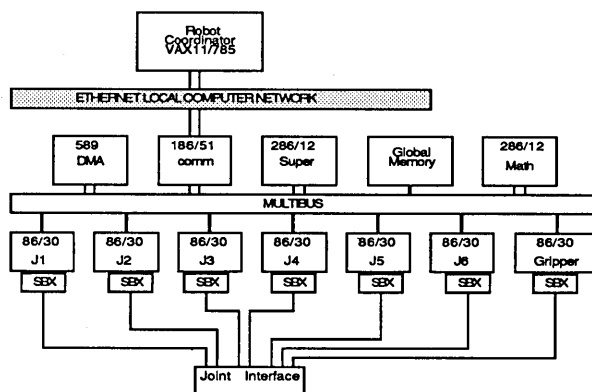 Robot
Coordinator
VAX11/785
ETHERNET LOCAL COMPUTER NETWORK
589
DMA
186/51
comm
286/12
Super
Global
Memory
286/12
Math
MULTIBUS
86/30
J1
86/30
J2
86/30
J3
86/30
J4
86/30
J5
86/30
J6
86/30
Gripper
SBX
SBX
SBX
SBX
SBX
SBX
SBX
Joint Interface